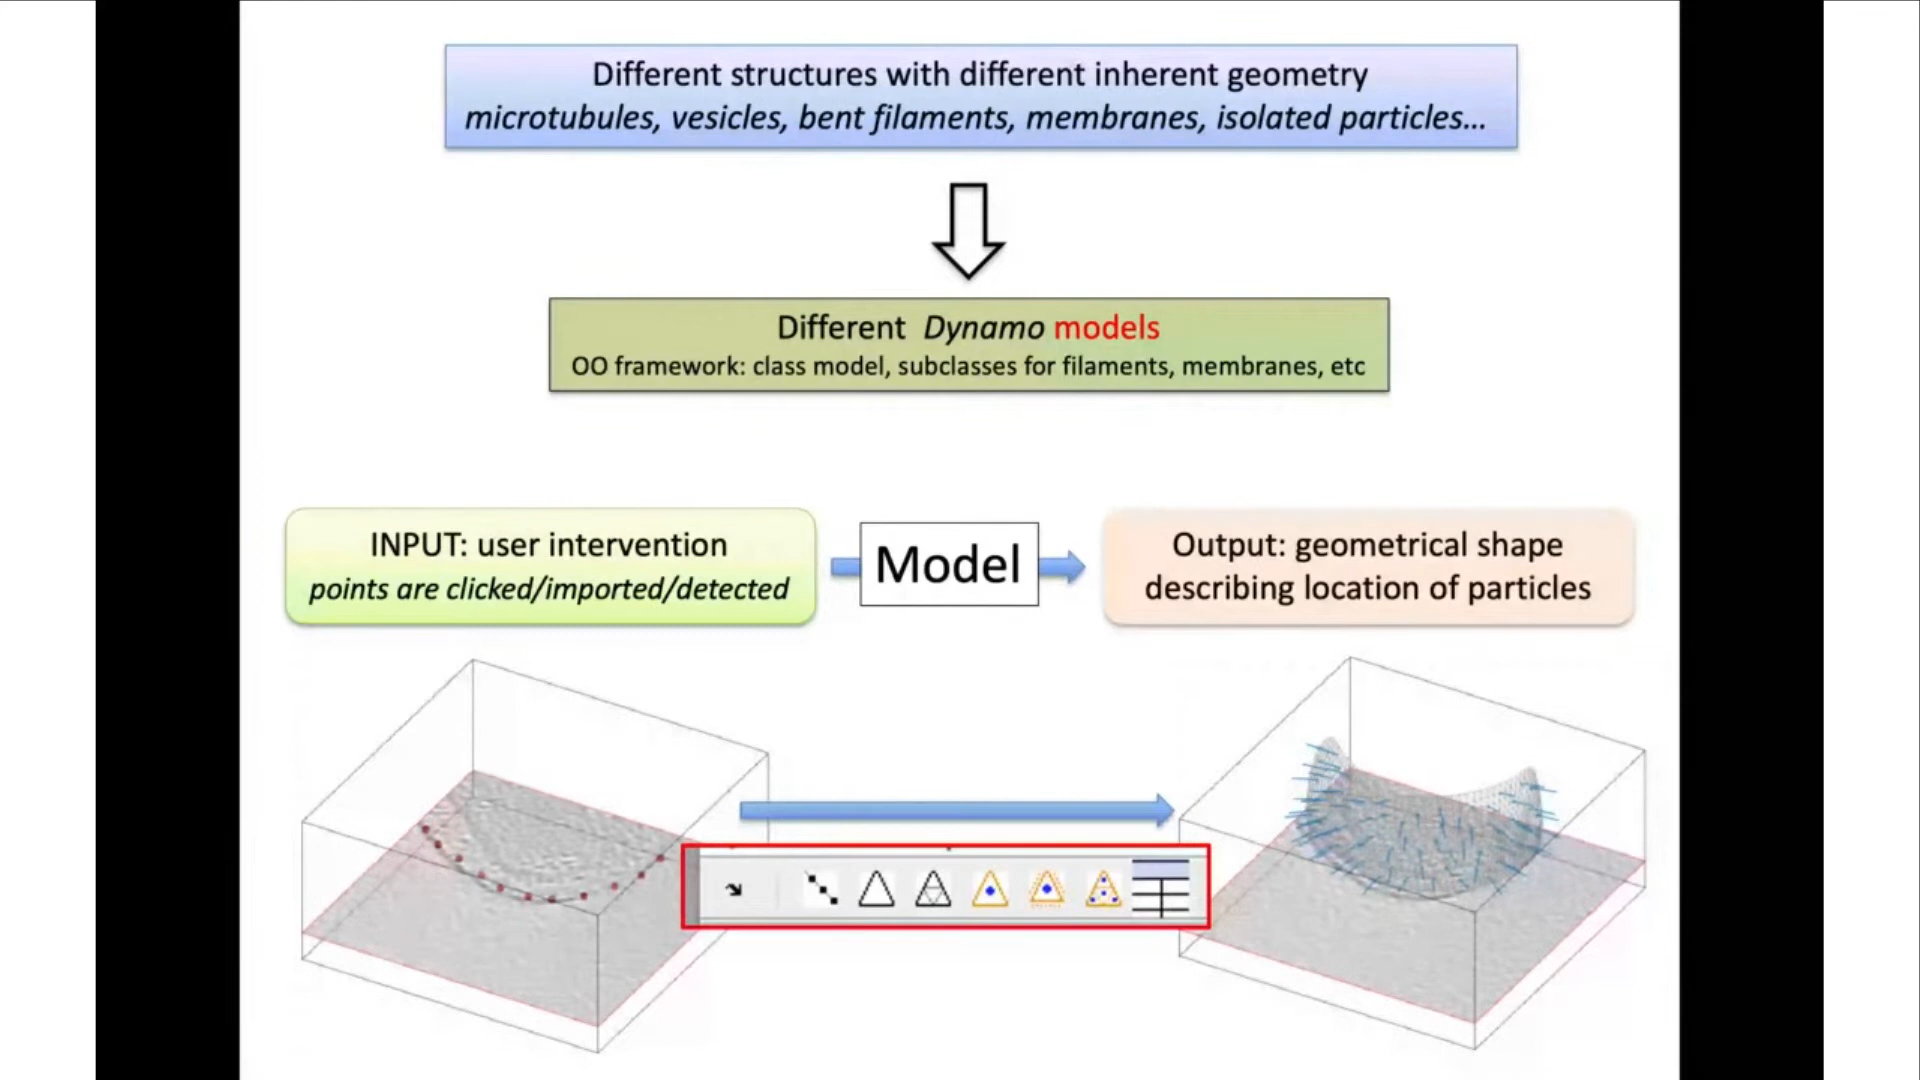 Different structures with different inherent geometry
microtubules, vesicles, bent filaments, membranes, isolated particles...
Different Dynamo models
OO framework: class model, subclasses for filaments, membranes, etc
INPUT: user intervention
points are clicked/imported/detected
Model
Output: geometrical shape
describing location of particles